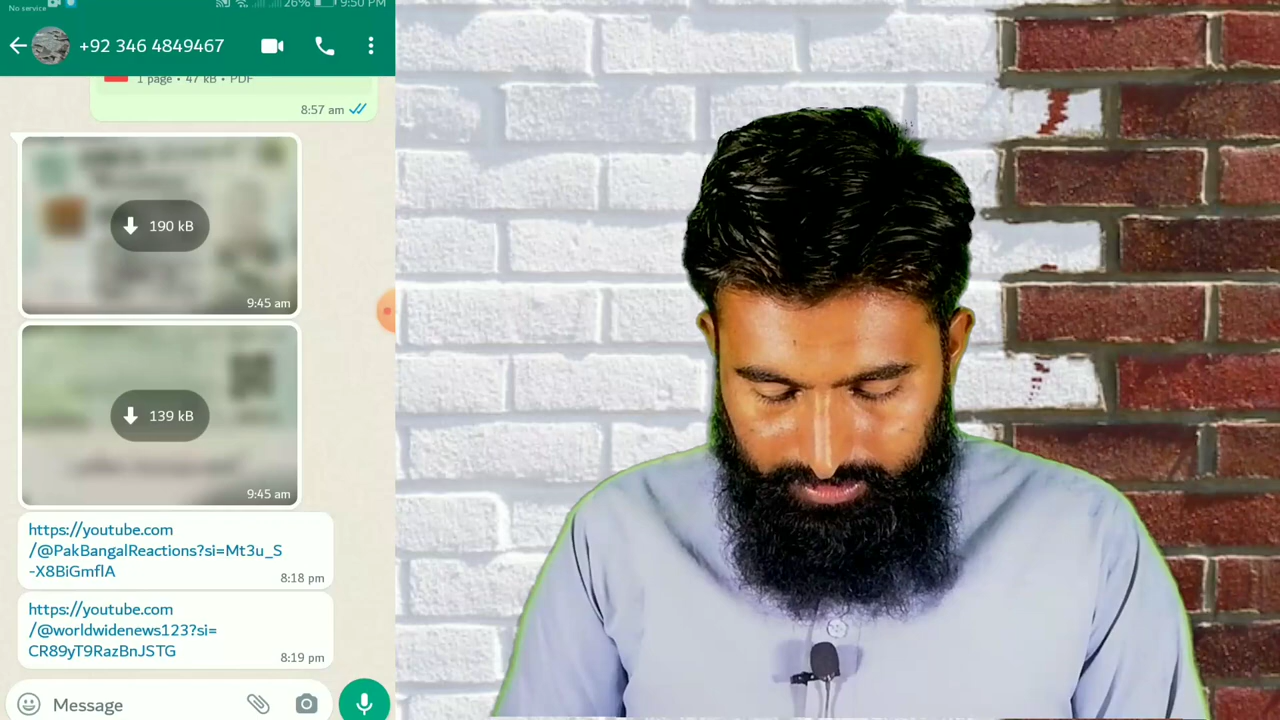 No service
26%
9:50 PM
+92 346 4849467
1 page • 47 kB • PDF
8:57 am
190 kB
9:45 am
139 kB
9:45 am
https://youtube.com
/@PakBangalReactions?si=Mt3u_S
-X8BiGmflA
8:18 pm
https://youtube.com
/@worldwidenews123?si=
CR89yT9RazBnJSTG
8:19 pm
Message